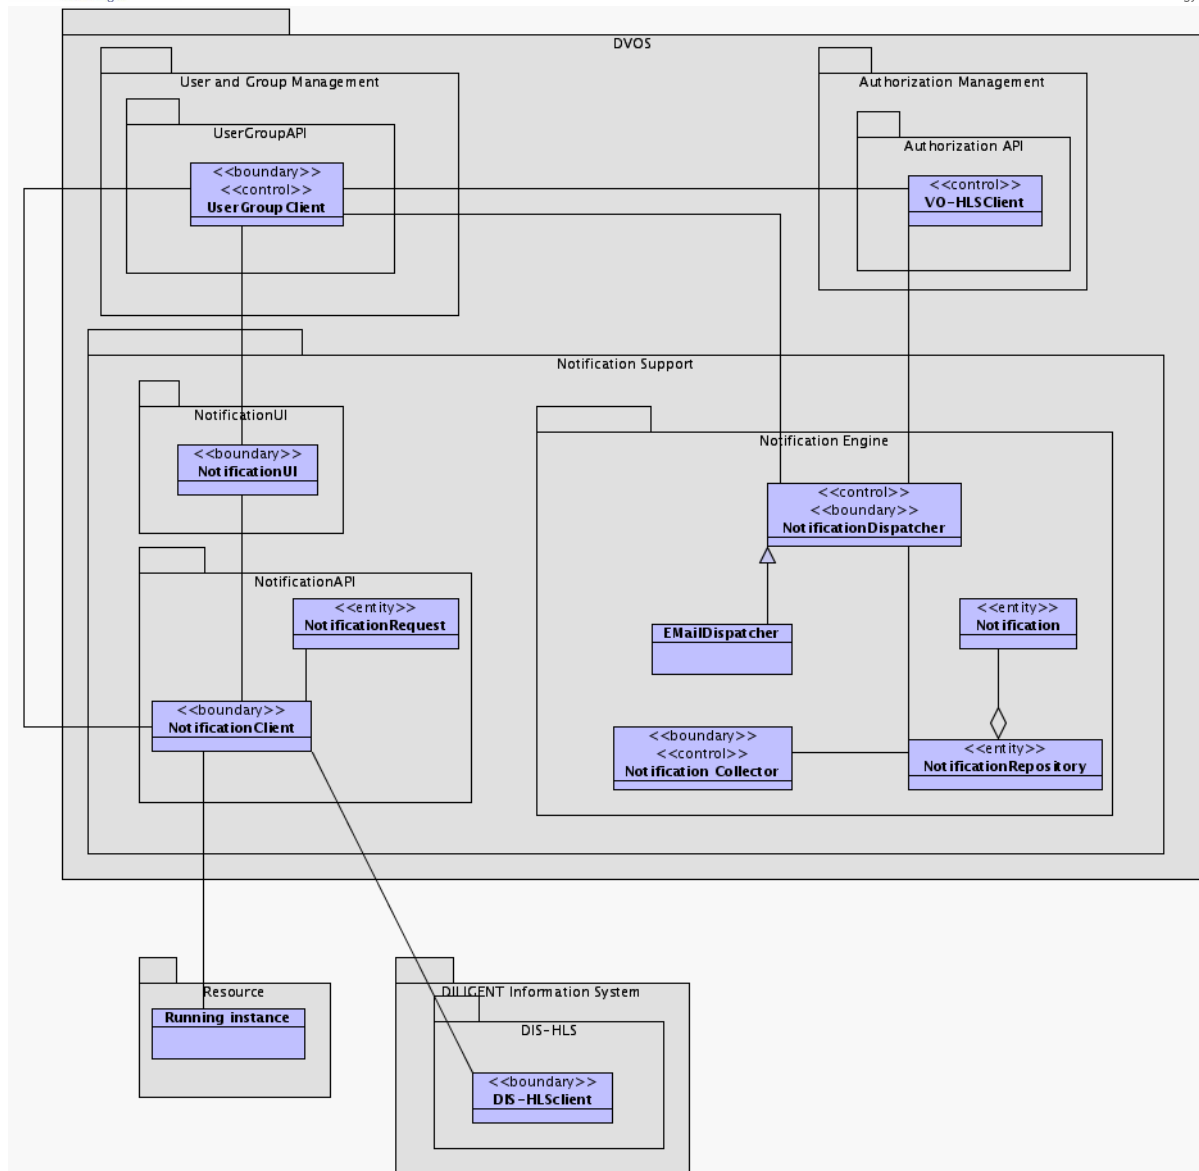 DVOS
User and Group Management
Authorization Management
UserGroupAPI
Authorization API
<<boundary>>
<<control>>
UserGroupClient
<<control>>
VO-HLSClient
Notification Support
NotificationUI
<<boundary>>
NotificationUI
Notification Engine
<<control>>
<<boundary>>
NotificationDispatcher
NotificationAPI
<<entity>>
NotificationRequest
EMailDispatcher
<<entity>>
Notification
<<boundary>>
NotificationClient
<<boundary>>
<<control>>
Notification Collector
<<entity>>
NotificationRepository
Resource
Running instance
DILIGENT Information System
DIS-HLS
<<boundary>>
DIS-HLSclient